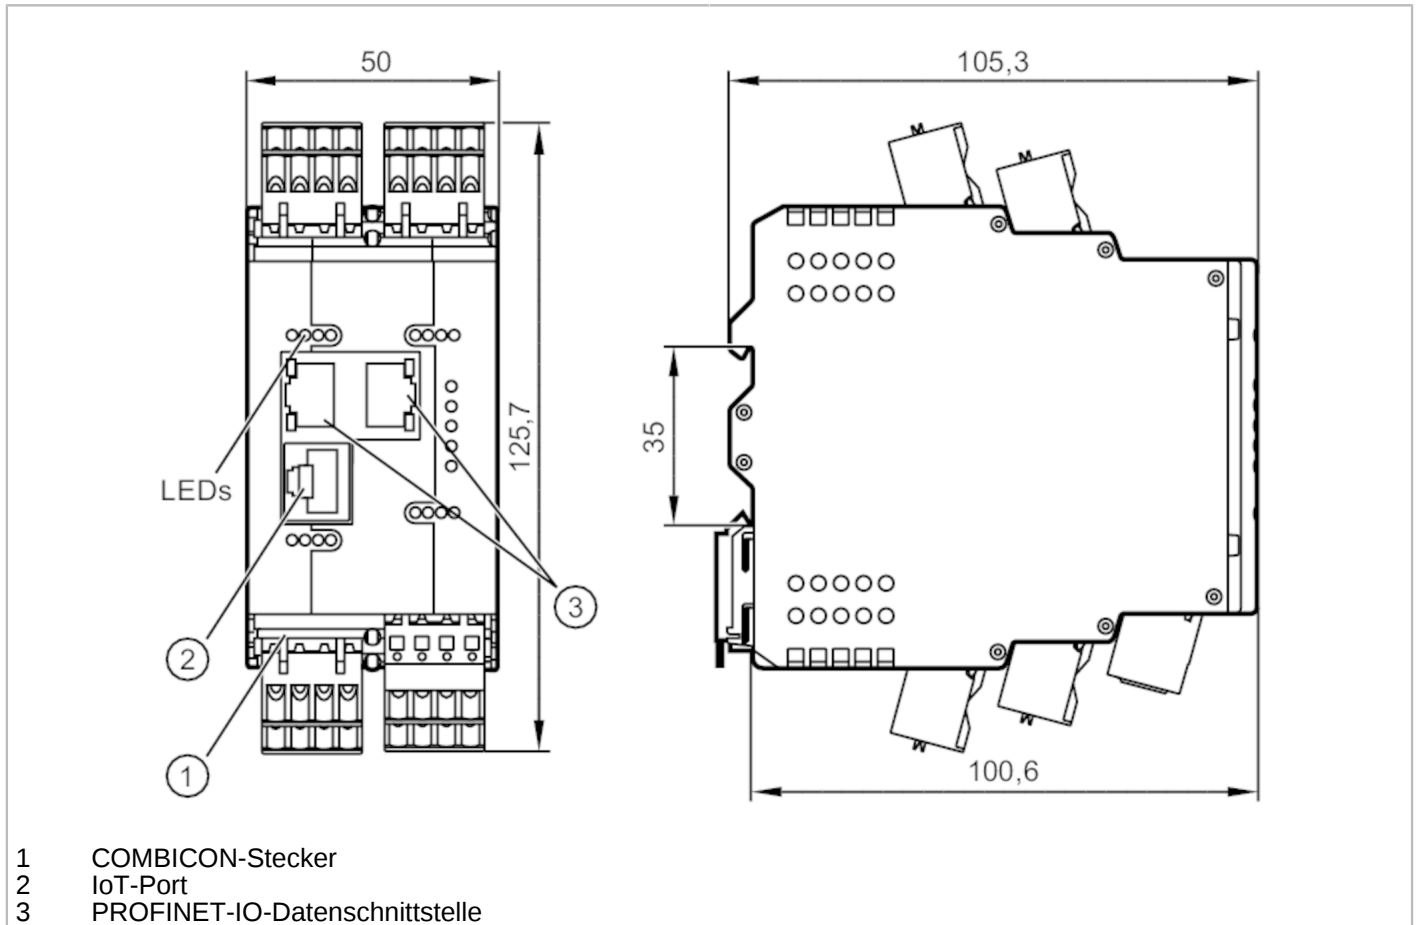 50
105,3
125,7
35
LEDs
3
2
1
100,6
1 COMBICON-Stecker
2 IoT-Port
3 PROFINET-IO-Datenschnittstelle